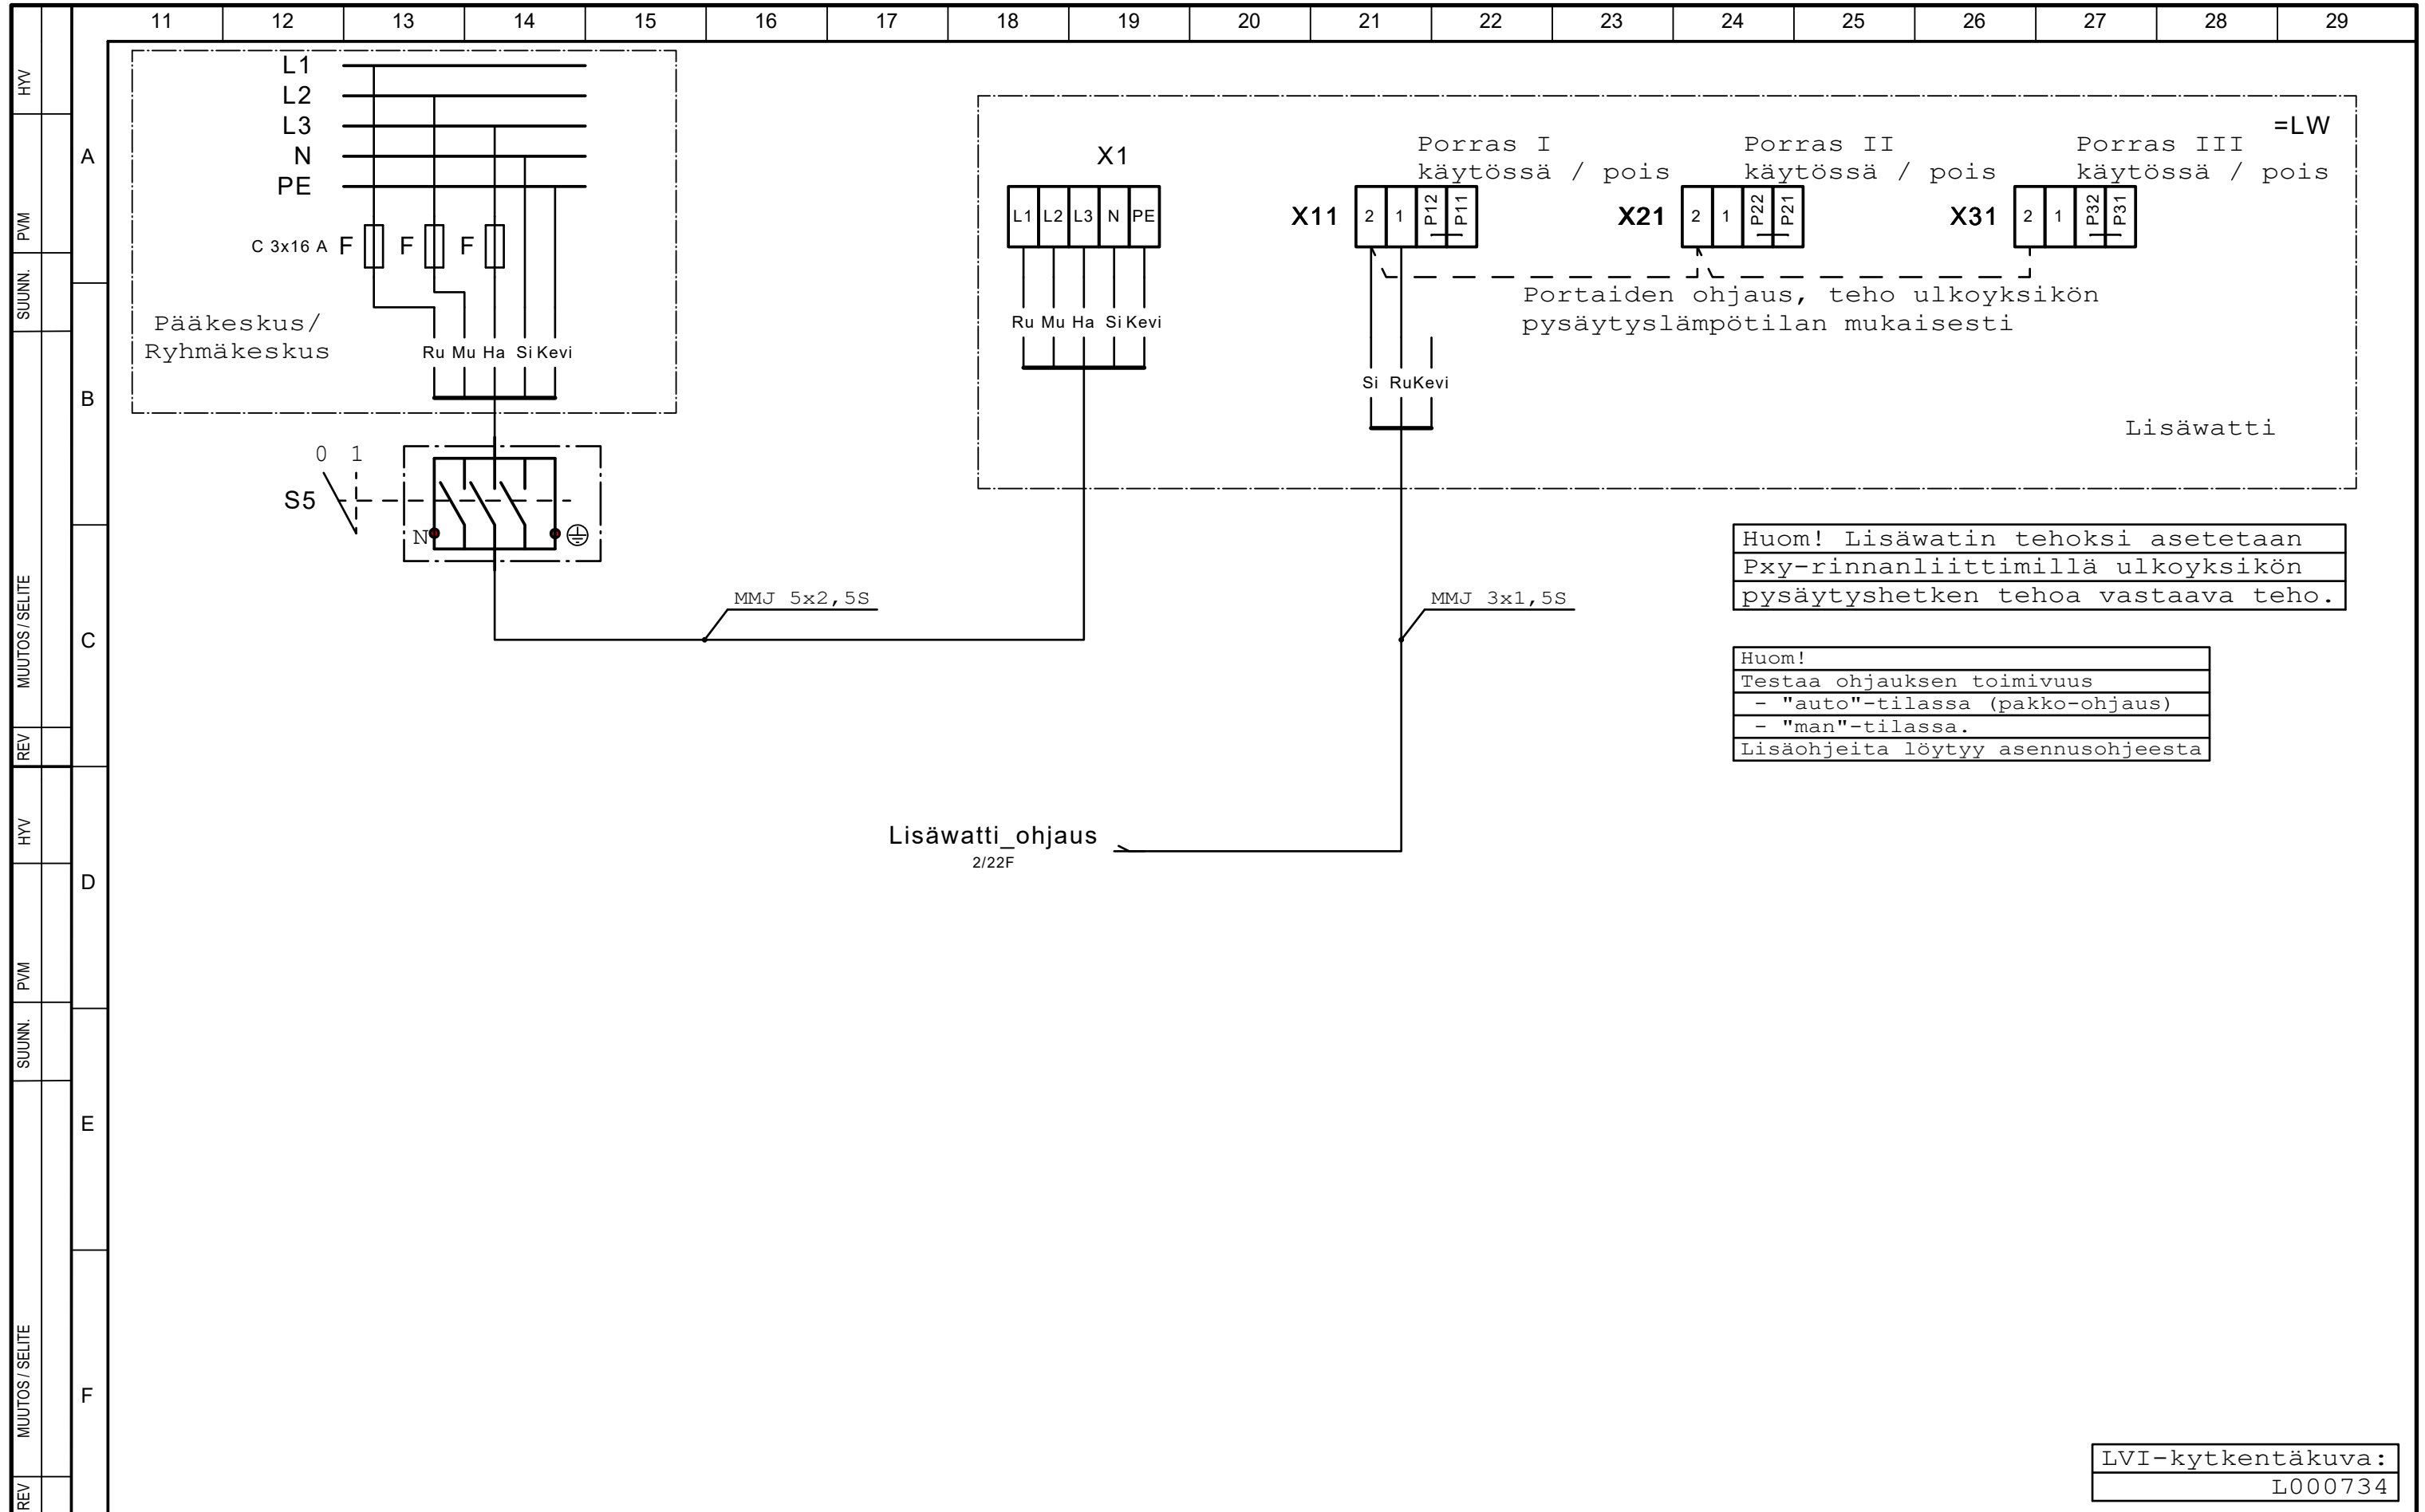 11 12 13 14 15 16 17 18 19 20 21 22 23 24 25 26 27 28 29
HYV
PVM
SUUNN.
MUUTOS / SELITE
REV
HYV
PVM
SUUNN.
MUUTOS / SELITE
REV
A
B
C
D
E
F
L1
L2
L3
N
PE
C 3x16 A F F F
Pääkeskus/
Ryhmäkeskus
Ru Mu Ha Si Kevi
0 1
S5
N
MMJ 5x2,5S
=LW
X1
L1 L2 L3 N PE
Ru Mu Ha Si Kevi
Porras I
käytössä / pois
X11 2 1 P12 P11
Porras II
käytössä / pois
X21 2 1 P22 P21
Porras III
käytössä / pois
X31 2 1 P32 P31
Portaiden ohjaus, teho ulkoyksikön
pysäytyslämpötilan mukaisesti
Si Ru Kevi
Lisäwatti
MMJ 3x1,5S
Huom! Lisäwatin tehoksi asetetaan
Pxy-rinnanliittimillä ulkoyksikön
pysäytyshetken tehoa vastaava teho.
Huom!
Testaa ohjauksen toimivuus
- "auto"-tilassa (pakko-ohjaus)
- "man"-tilassa.
Lisäohjeita löytyy asennusohjeesta
Lisäwatti_ohjaus
2/22F
LVI-kytkentäkuva:
L000734